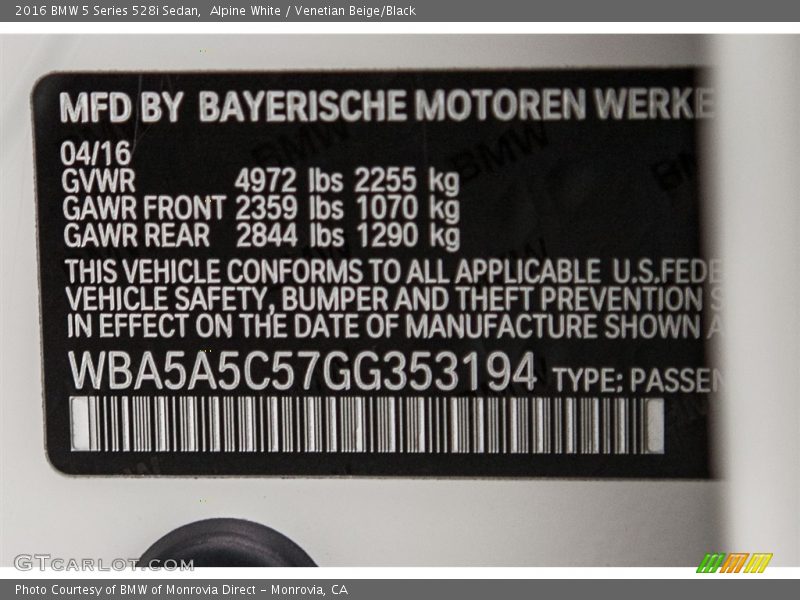 2016 BMW 5 Series 528i Sedan, Alpine White / Venetian Beige/Black
MFD BY BAYERISCHE MOTOREN WERKE
04/16
GVWR 4972 lbs 2255 kg
GAWR FRONT 2359 lbs 1070 kg
GAWR REAR 2844 lbs 1290 kg
THIS VEHICLE CONFORMS TO ALL APPLICABLE U.S.FEDE
VEHICLE SAFETY, BUMPER AND THEFT PREVENTION S
IN EFFECT ON THE DATE OF MANUFACTURE SHOWN A
WBA5A5C57GG353194 TYPE: PASSEN
GTCARLOT.COM
Photo Courtesy of BMW of Monrovia Direct - Monrovia, CA